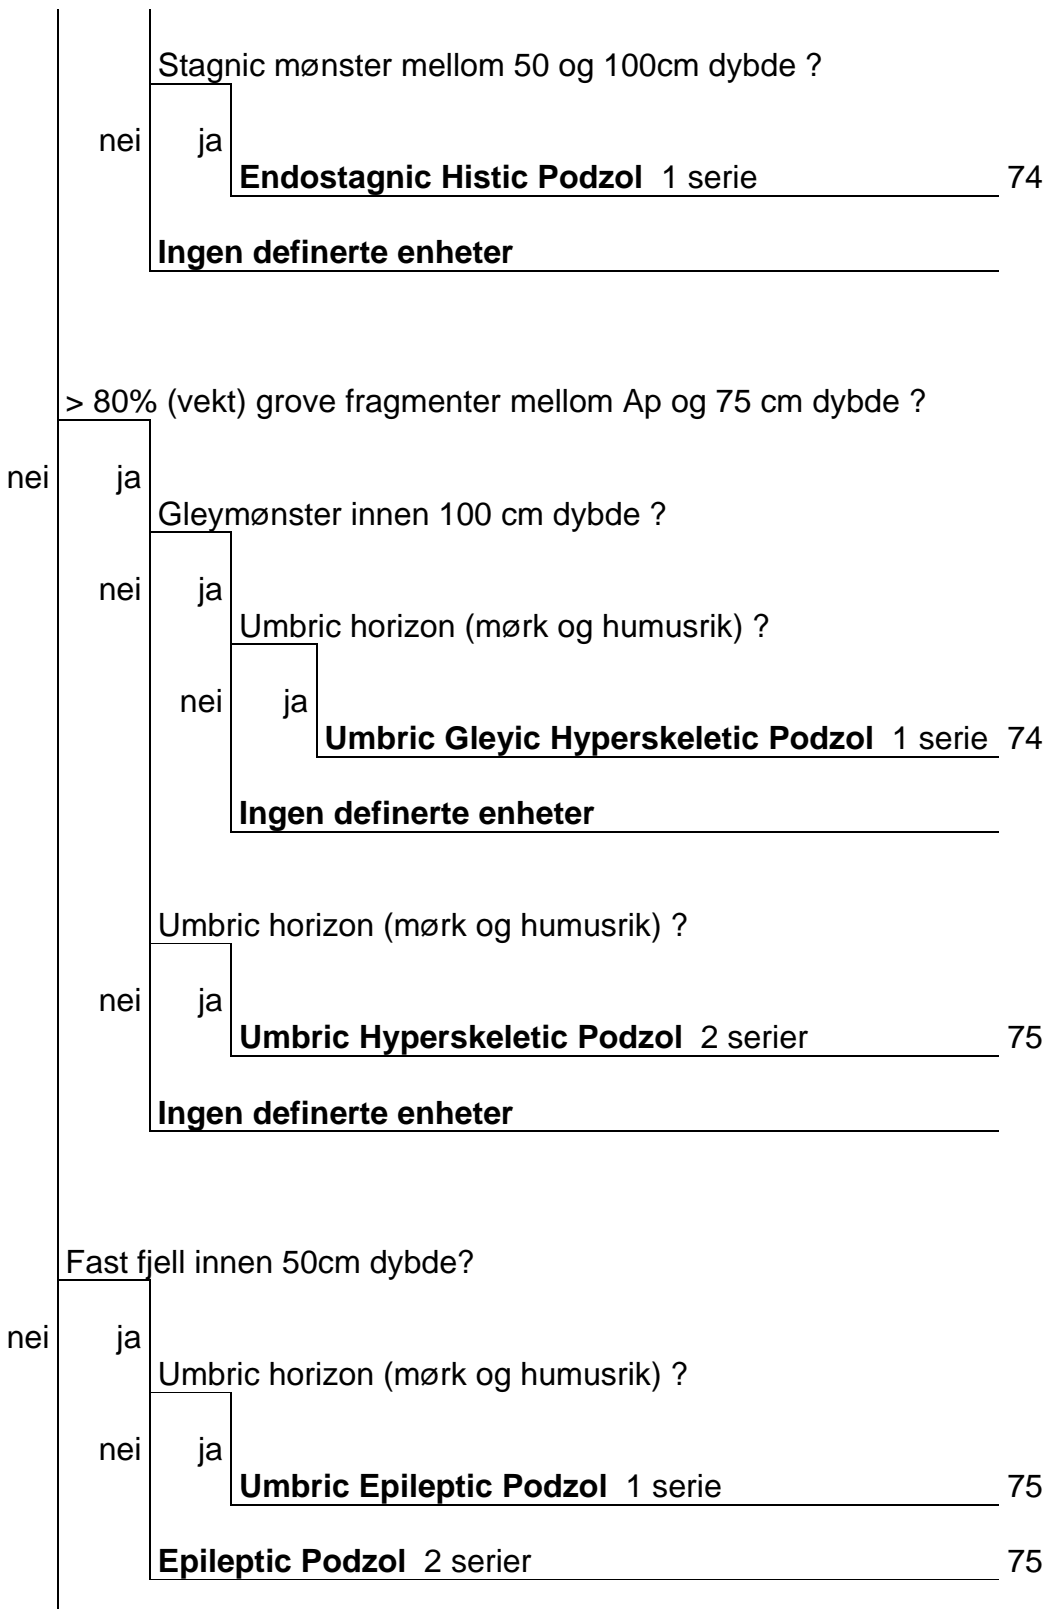 Stagnic mønster mellom 50 og 100cm dybde ?
nei ja
Endostagnic Histic Podzol 1 serie 74
Ingen definerte enheter
> 80% (vekt) grove fragmenter mellom Ap og 75 cm dybde ?
nei ja
Gleymønster innen 100 cm dybde ?
nei ja
Umbric horizon (mørk og humusrik) ?
nei ja
Umbric Gleyic Hyperskeletic Podzol 1 serie 74
Ingen definerte enheter
Umbric horizon (mørk og humusrik) ?
nei ja
Umbric Hyperskeletic Podzol 2 serier 75
Ingen definerte enheter
Fast fjell innen 50cm dybde?
nei ja
Umbric horizon (mørk og humusrik) ?
nei ja
Umbric Epileptic Podzol 1 serie 75
Epileptic Podzol 2 serier 75